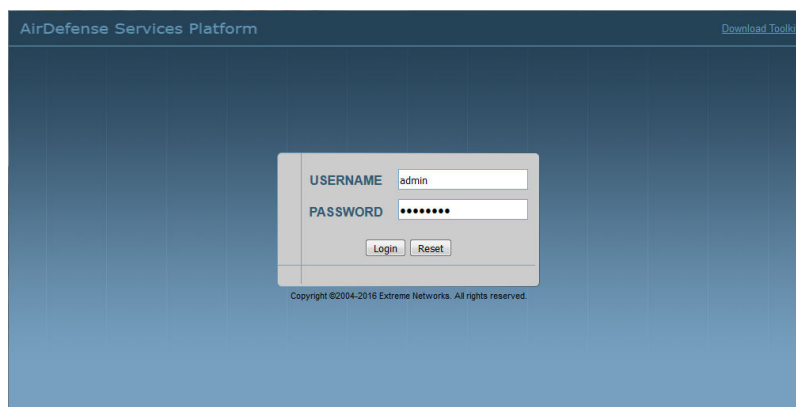 AirDefense Services Platform
Download Toolki
USERNAME admin
PASSWORD ••••••••
Login Reset
Copyright ©2004-2016 Extreme Networks. All rights reserved.